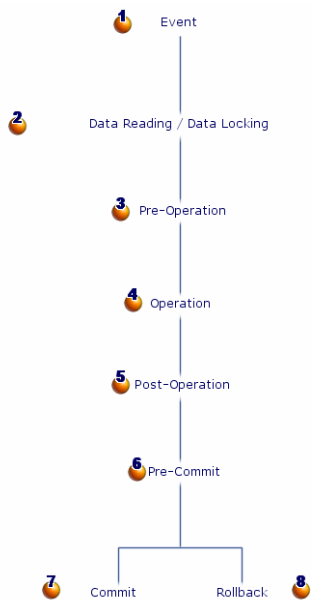 1 Event
2 Data Reading / Data Locking
3 Pre-Operation
4 Operation
5 Post-Operation
6 Pre-Commit
7 Commit Rollback 8